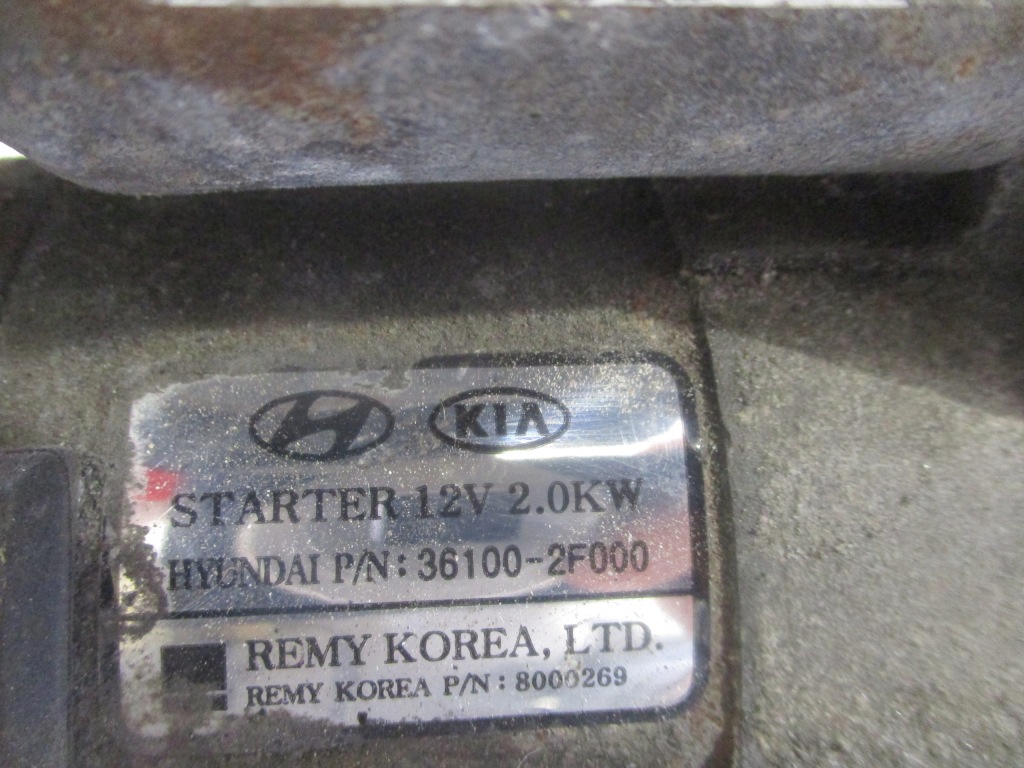 KIA
STARTER 12V 2.0KW
HYUNDAI P/N: 36100-2F000
REMY KOREA, LTD.
REMY KOREA P/N: 8000269